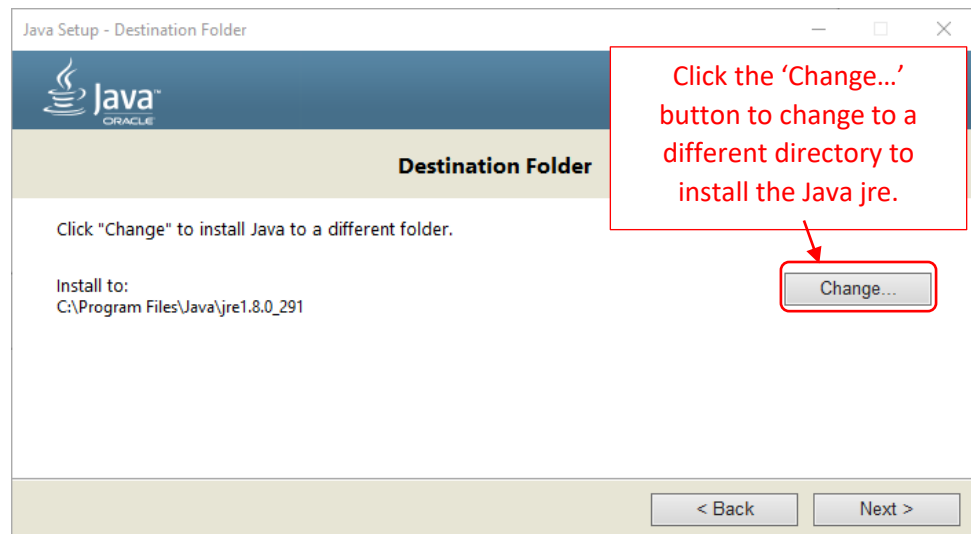 Java Setup - Destination Folder
Click the ‘Change…’
button to change to a
different directory to
install the Java jre.
Java™
ORACLE
Destination Folder
Click "Change" to install Java to a different folder.
Install to:
C:\Program Files\Java\jre1.8.0_291
Change...
< Back
Next >